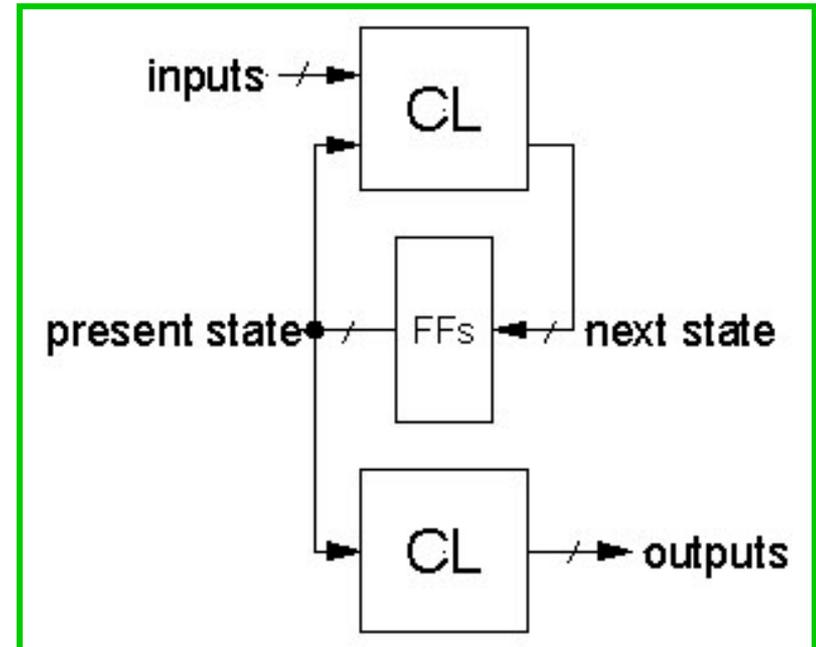 inputs
CL
present state
FFs
next state
CL
outputs